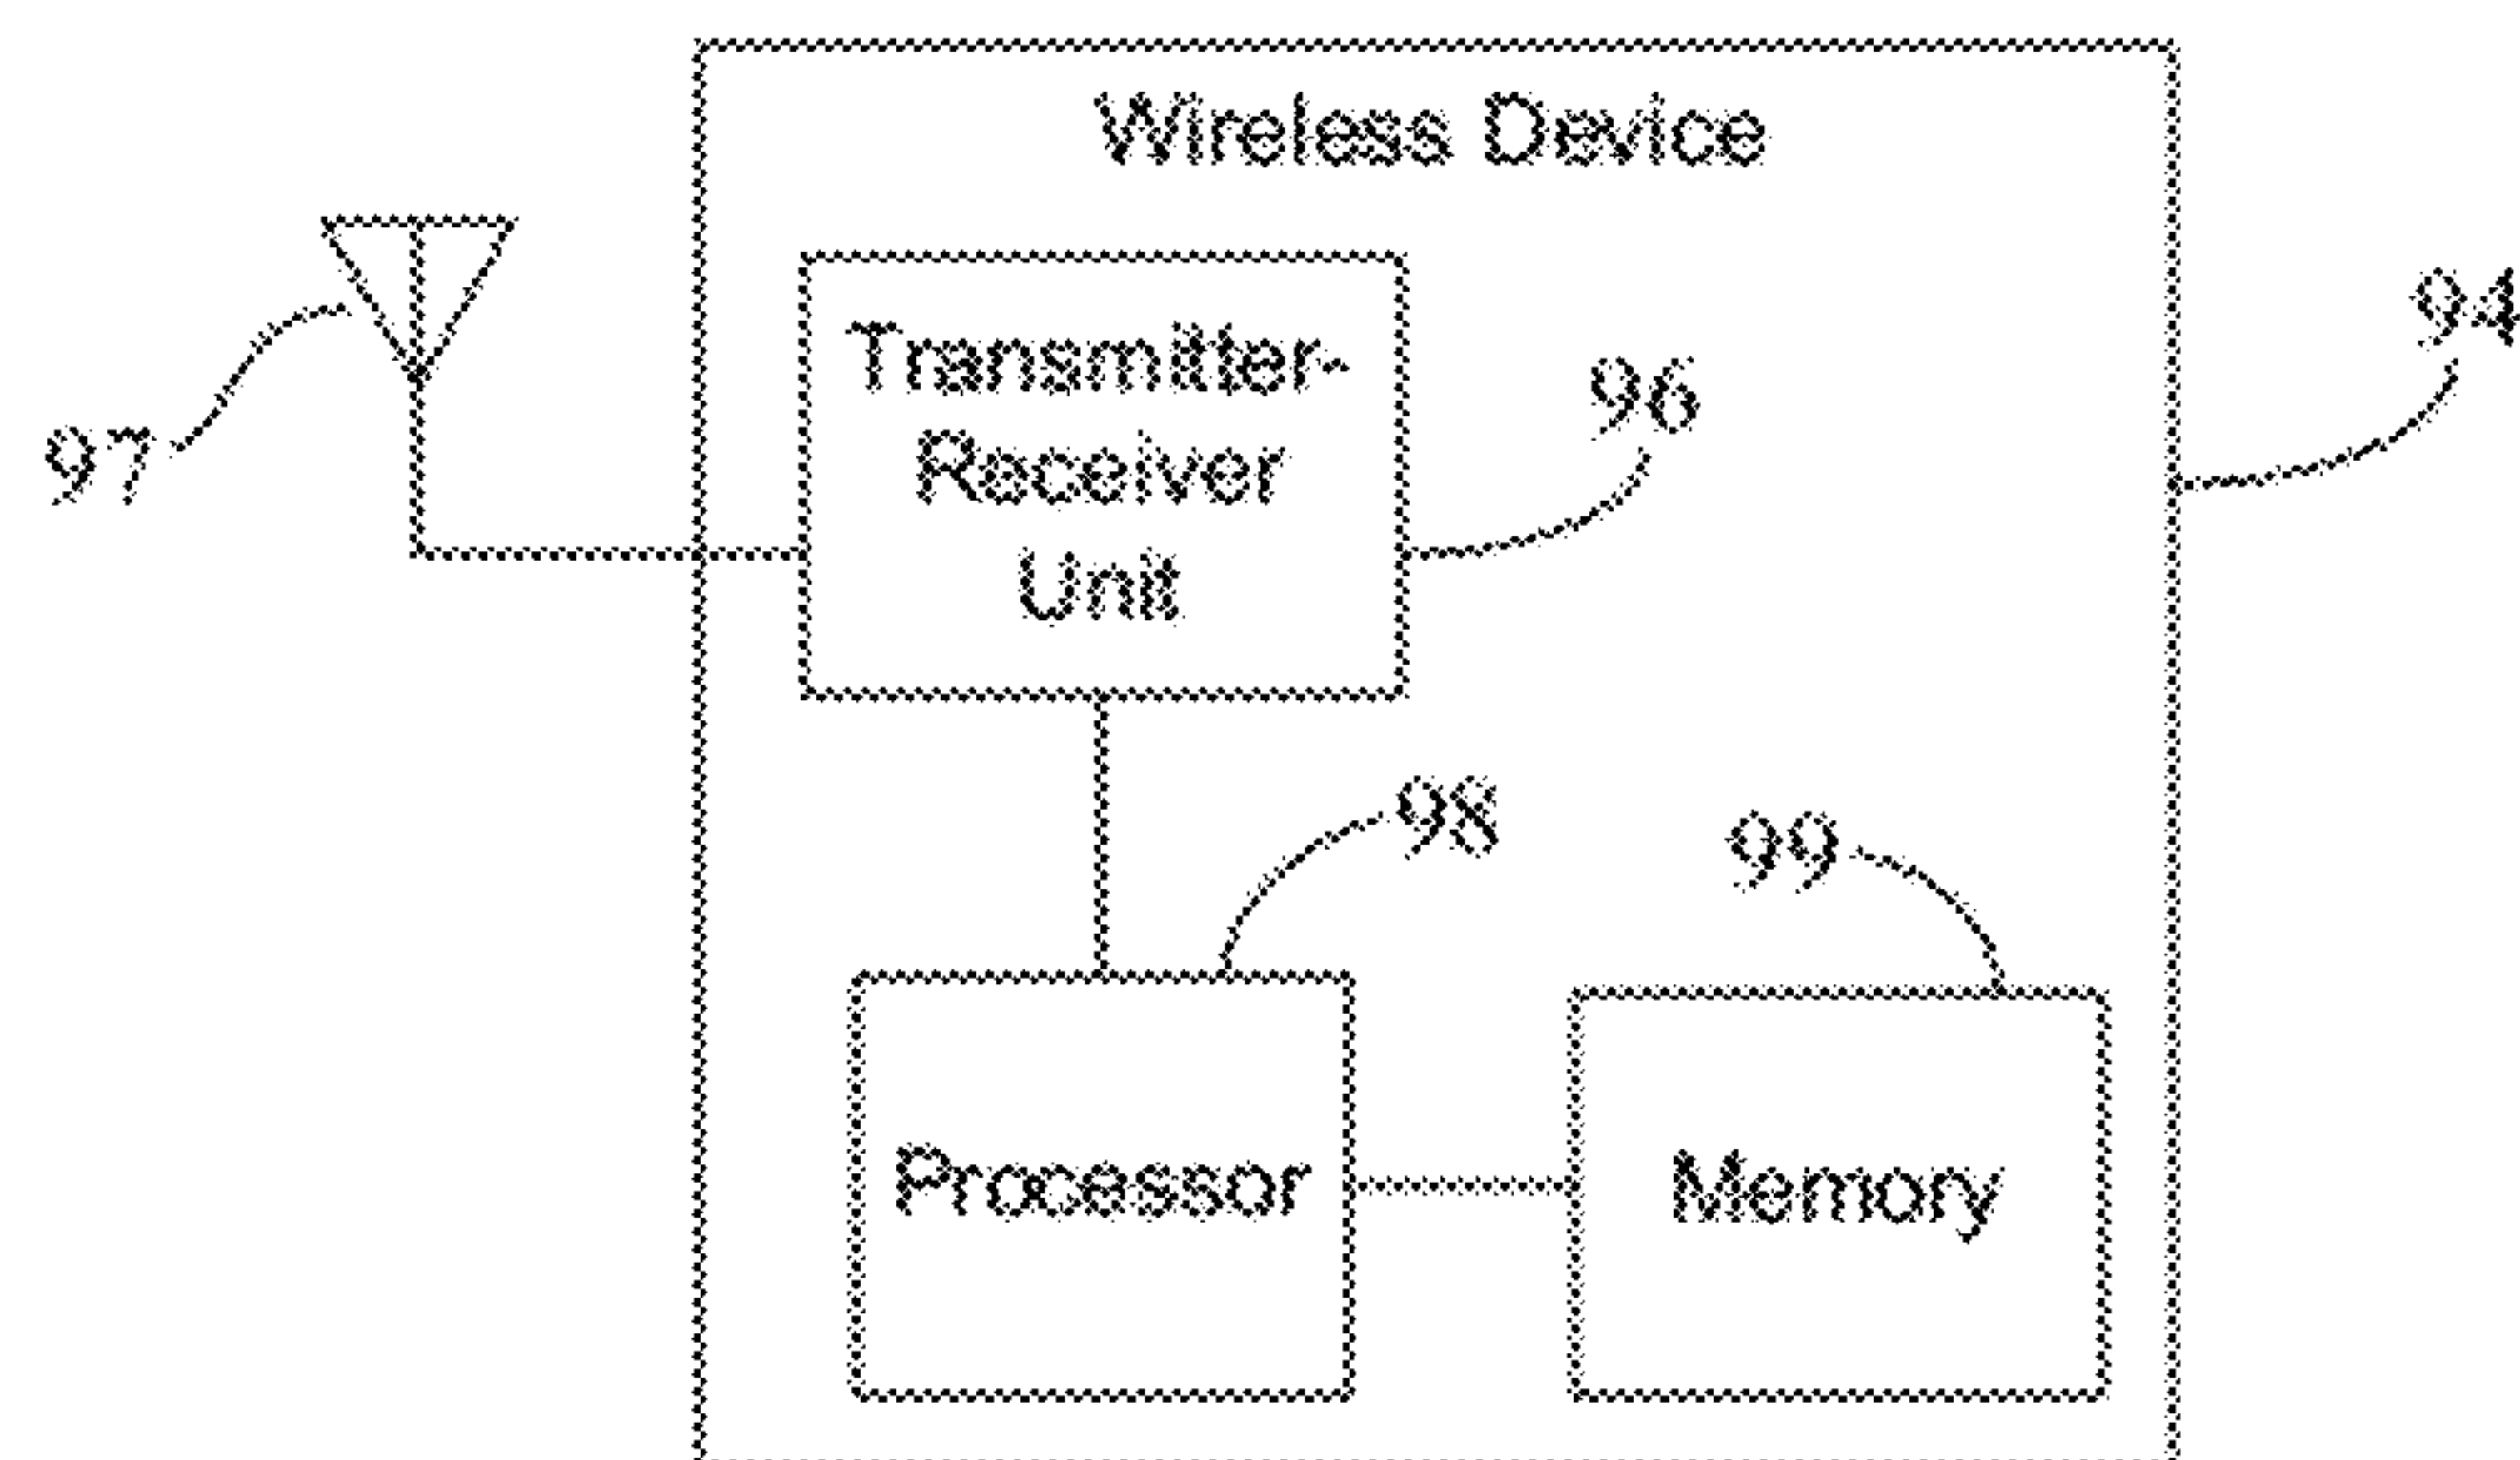 Wireless Device
94
Transmitter-
Receiver
Unit
96
97
98
99
Processor
Memory